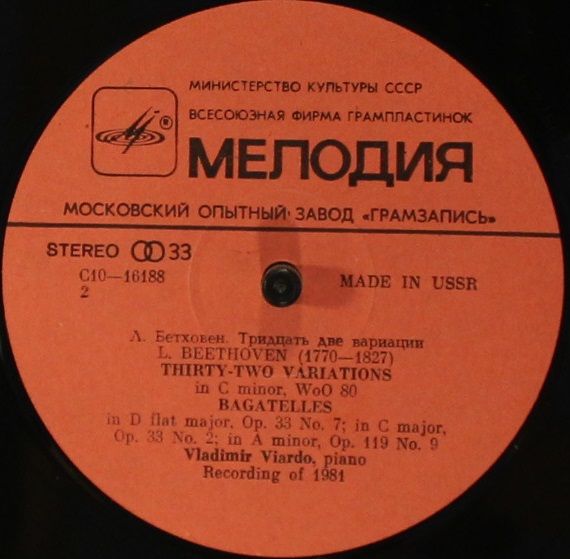 МИНИСТЕРСТВО КУЛЬТУРЫ СССР
ВСЕСОЮЗНАЯ ФИРМА ГРАМПЛАСТИНОК
®
МЕЛОДИЯ
МОСКОВСКИЙ ОПЫТНЫЙ ЗАВОД «ГРАМЗАПИСЬ»
STEREO 33
С10—16188
2
MADE IN USSR
Л. Бетховен. Тридцать две вариации
L. BEETHOVEN (1770—1827)
THIRTY-TWO VARIATIONS
in C minor, WoO 80
BAGATELLES
in D flat major, Op. 33 No. 7; in C major,
Op. 33 No. 2; in A minor, Op. 119 No. 9
Vladimir Viardo, piano
Recording of 1981